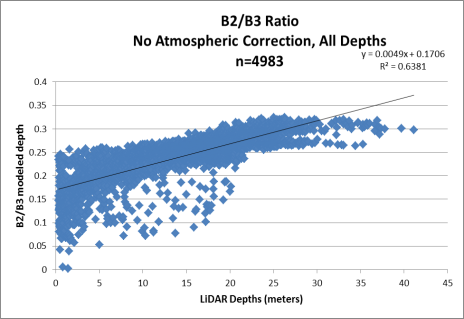 B2/B3 Ratio
No Atmospheric Correction, All Depths
n=4983
y = 0.0049x + 0.1706
R² = 0.6381
B2/B3 modeled depth
0.4
0.35
0.3
0.25
0.2
0.15
0.1
0.05
0
0 5 10 15 20 25 30 35 40 45
LiDAR Depths (meters)